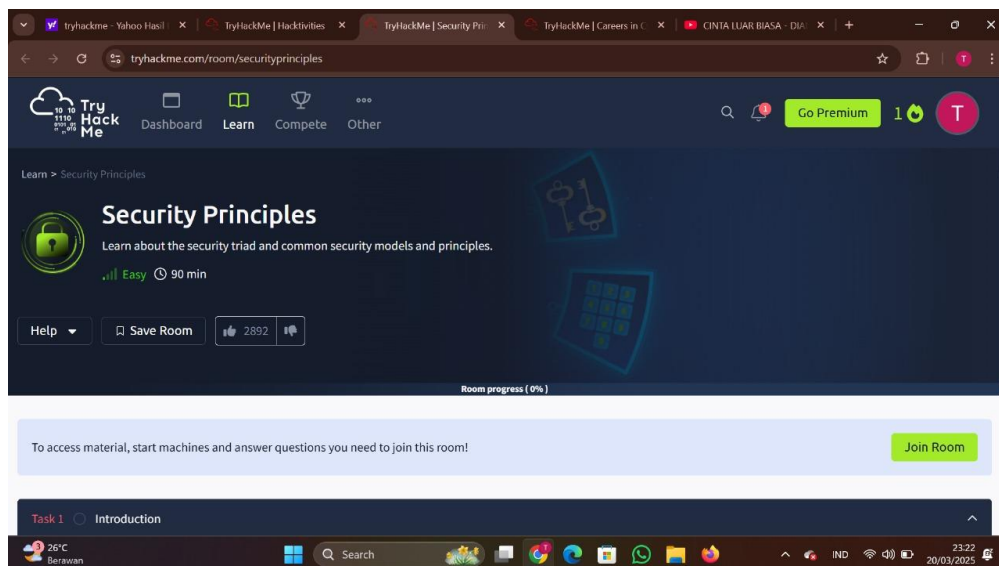 tryhackme - Yahoo Hasil
TryHackMe | Hacktivities
TryHackMe | Security Prin
TryHackMe | Careers in C
CINTA LUAR BIASA - DIA
tryhackme.com/room/securityprinciples
T
Try
Hack
Me
Dashboard
Learn
Compete
Other
1
Go Premium
1
T
Learn > Security Principles
Security Principles
Learn about the security triad and common security models and principles.
Easy 90 min
Help
Save Room
2892
Room progress ( 0% )
To access material, start machines and answer questions you need to join this room!
Join Room
Task 1 Introduction
3
26°C
Berawan
Search
IND
23:22
20/03/2025